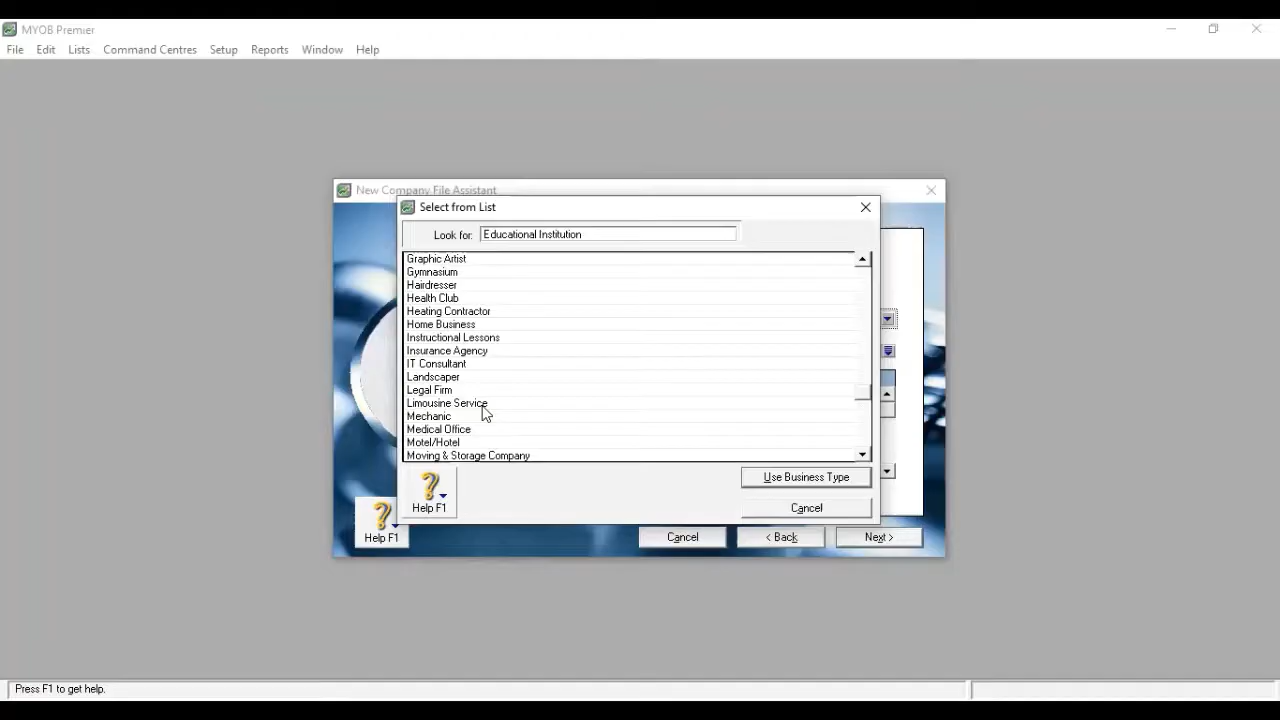 MYOB Premier
File Edit Lists Command Centres Setup Reports Window Help
New Company File Assistant
Select from List
Look for: Educational Institution
Graphic Artist
Gymnasium
Hairdresser
Health Club
Heating Contractor
Home Business
Instructional Lessons
Insurance Agency
IT Consultant
Landscaper
Legal Firm
Limousine Service
Mechanic
Medical Office
Motel/Hotel
Moving & Storage Company
Use Business Type
Help F1
Cancel
Help F1
Cancel
< Back
Next >
Press F1 to get help.